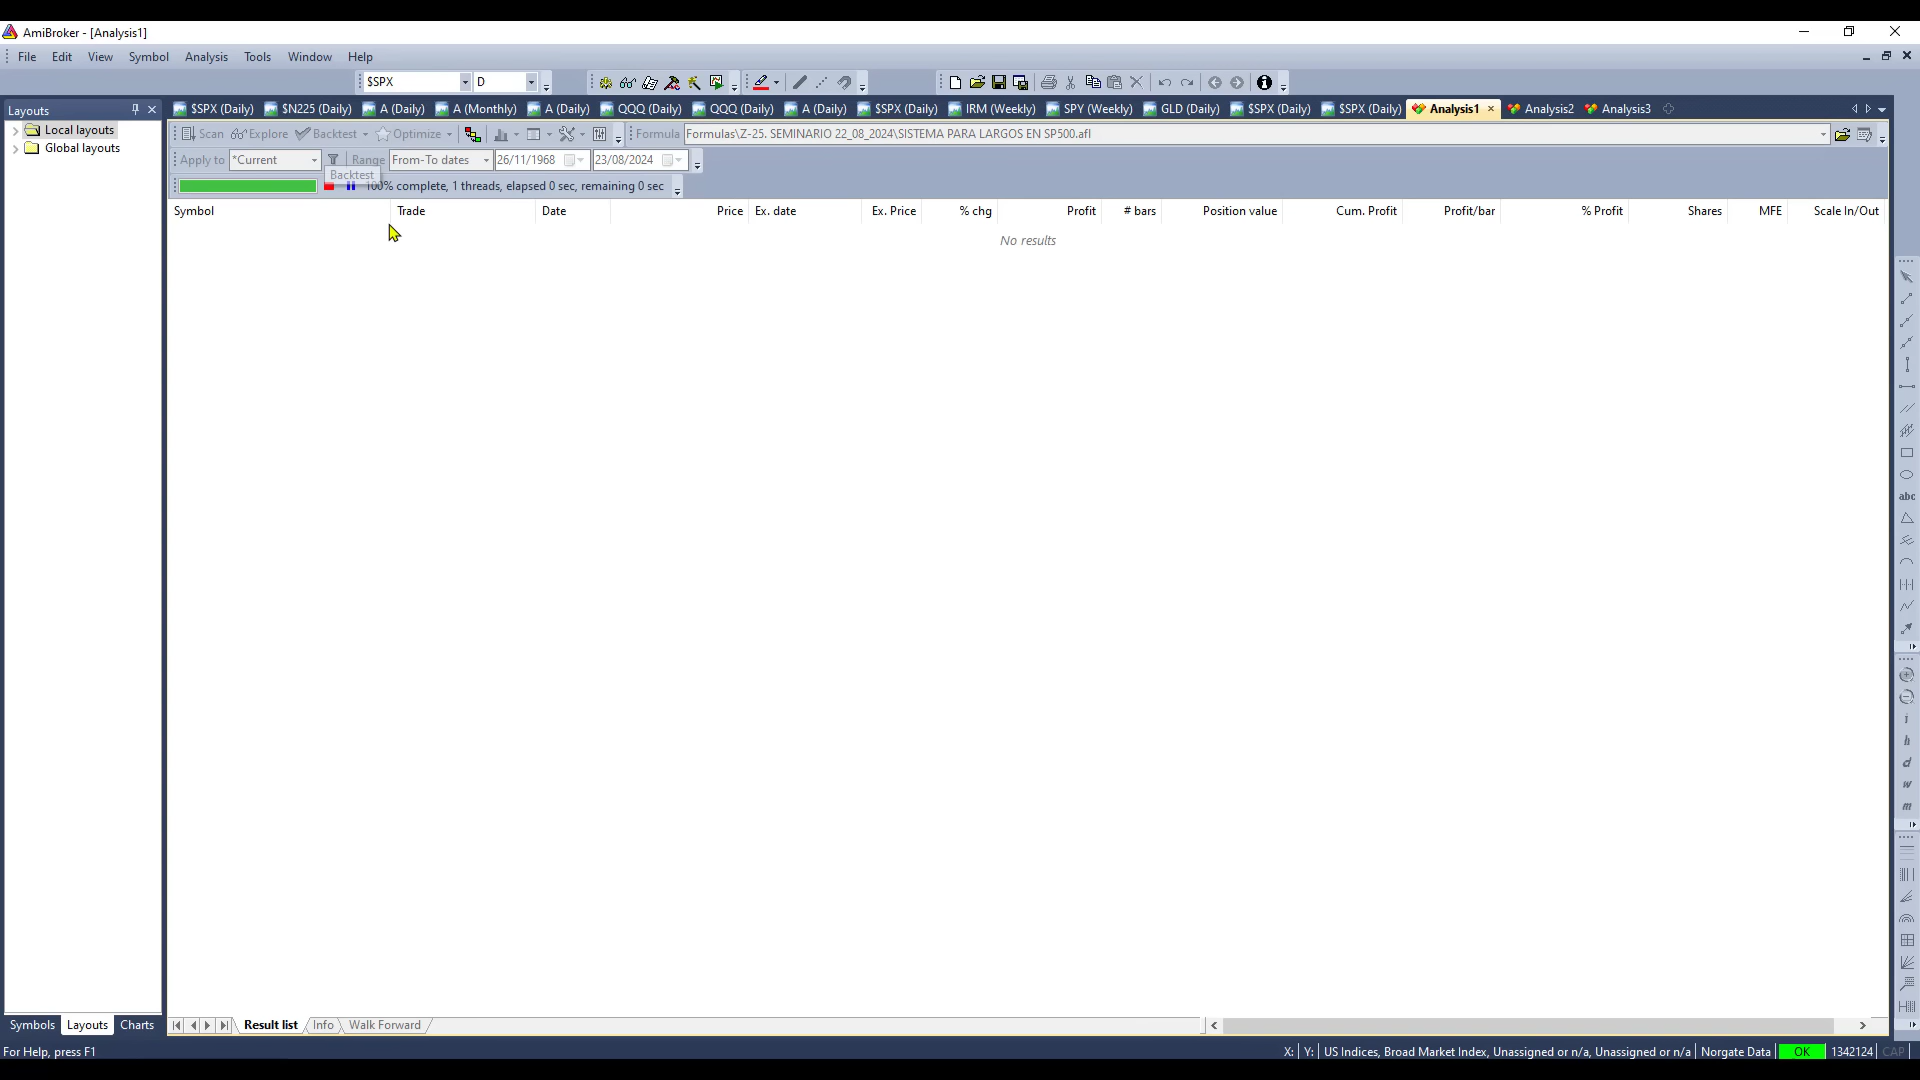 AmiBroker - [Analysis1]
File Edit View Symbol Analysis Tools Window Help
$SPX D
Layouts
$SPX (Daily) $N225 (Daily) A (Daily) A (Monthly) A (Daily) QQQ (Daily) QQQ (Daily) A (Daily) $SPX (Daily) IRM (Weekly) SPY (Weekly) GLD (Daily) $SPX (Daily) $SPX (Daily) Analysis1 Analysis2 Analysis3
Local layouts
Global layouts
Scan Explore Backtest Optimize Formula Formulas\Z-25. SEMINARIO 22_08_2024\SISTEMA PARA LARGOS EN SP500.afl
Apply to *Current Range From-To dates 26/11/1968 23/08/2024
Backtest
100% complete, 1 threads, elapsed 0 sec, remaining 0 sec
Symbol Trade Date Price Ex. date Ex. Price % chg Profit # bars Position value Cum. Profit Profit/bar % Profit Shares MFE Scale In/Out
No results
abc
i
h
d
w
m
Symbols Layouts Charts
Result list Info Walk Forward
For Help, press F1
X: Y: US Indices, Broad Market Index, Unassigned or n/a, Unassigned or n/a Norgate Data OK 1342124 CAP